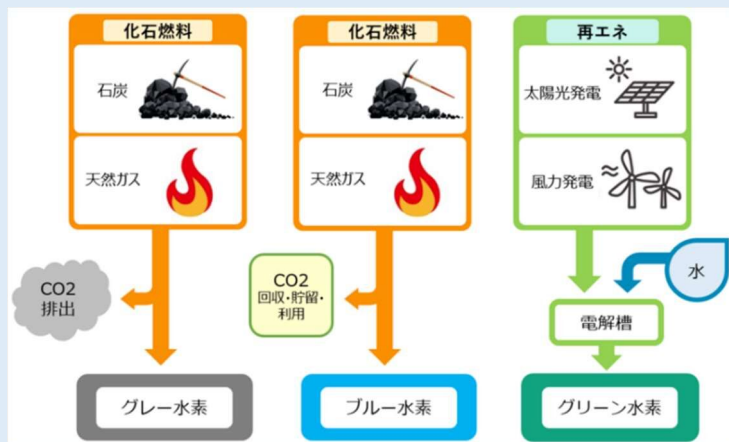 化石燃料
石炭
天然ガス
CO2
排出
グレー水素
化石燃料
石炭
天然ガス
CO2
回収・貯留・
利用
ブルー水素
再エネ
太陽光発電
風力発電
水
電解槽
グリーン水素